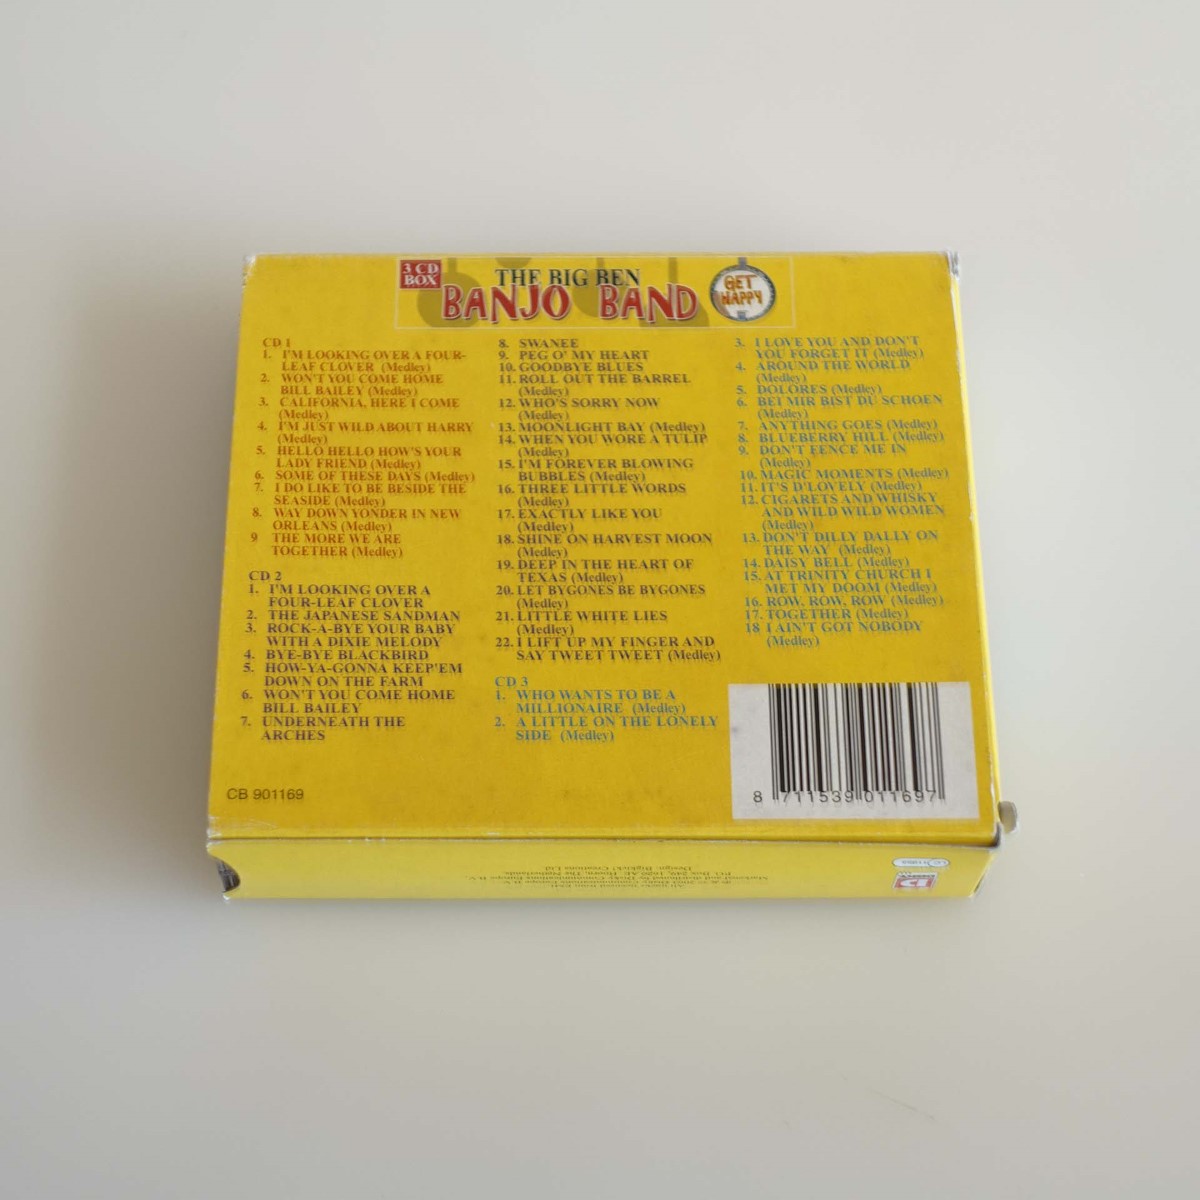 3 CD
BOX
THE BIG BEN
BANJO BAND
GET
HAPPY
CD 1
1. I'M LOOKING OVER A FOUR-
LEAF CLOVER (Medley)
2. WON'T YOU COME HOME
BILL BAILEY (Medley)
3. CALIFORNIA, HERE I COME
(Medley)
4. I'M JUST WILD ABOUT HARRY
(Medley)
5. HELLO HELLO HOW'S YOUR
LADY FRIEND (Medley)
6. SOME OF THESE DAYS (Medley)
7. I DO LIKE TO BE BESIDE THE
SEASIDE (Medley)
8. WAY DOWN YONDER IN NEW
ORLEANS (Medley)
9 THE MORE WE ARE
TOGETHER (Medley)
CD 2
1. I'M LOOKING OVER A
FOUR-LEAF CLOVER
2. THE JAPANESE SANDMAN
3. ROCK-A-BYE YOUR BABY
WITH A DIXIE MELODY
4. BYE-BYE BLACKBIRD
5. HOW-YA-GONNA KEEP'EM
DOWN ON THE FARM
6. WON'T YOU COME HOME
BILL BAILEY
7. UNDERNEATH THE
ARCHES
8. SWANEE
9. PEG O' MY HEART
10. GOODBYE BLUES
11. ROLL OUT THE BARREL
(Medley)
12. WHO'S SORRY NOW
(Medley)
13. MOONLIGHT BAY (Medley)
14. WHEN YOU WORE A TULIP
(Medley)
15. I'M FOREVER BLOWING
BUBBLES (Medley)
16. THREE LITTLE WORDS
(Medley)
17. EXACTLY LIKE YOU
(Medley)
18. SHINE ON HARVEST MOON
(Medley)
19. DEEP IN THE HEART OF
TEXAS (Medley)
20. LET BYGONES BE BYGONES
(Medley)
21. LITTLE WHITE LIES
(Medley)
22. I LIFT UP MY FINGER AND
SAY TWEET TWEET (Medley)
CD 3
1. WHO WANTS TO BE A
MILLIONAIRE (Medley)
2. A LITTLE ON THE LONELY
SIDE (Medley)
3. I LOVE YOU AND DON'T
YOU FORGET IT (Medley)
4. AROUND THE WORLD
(Medley)
5. DOLORES (Medley)
6. BEI MIR BIST DU SCHOEN
(Medley)
7. ANYTHING GOES (Medley)
8. BLUEBERRY HILL (Medley)
9. DON'T FENCE ME IN
(Medley)
10. MAGIC MOMENTS (Medley)
11. IT'S D'LOVELY (Medley)
12. CIGARETS AND WHISKY
AND WILD WILD WOMEN
(Medley)
13. DON'T DILLY DALLY ON
THE WAY (Medley)
14. DAISY BELL (Medley)
15. AT TRINITY CHURCH I
MET MY DOOM (Medley)
16. ROW, ROW, ROW (Medley)
17. TOGETHER (Medley)
18 I AIN'T GOT NOBODY
(Medley)
CB 901169
8 711539 011697